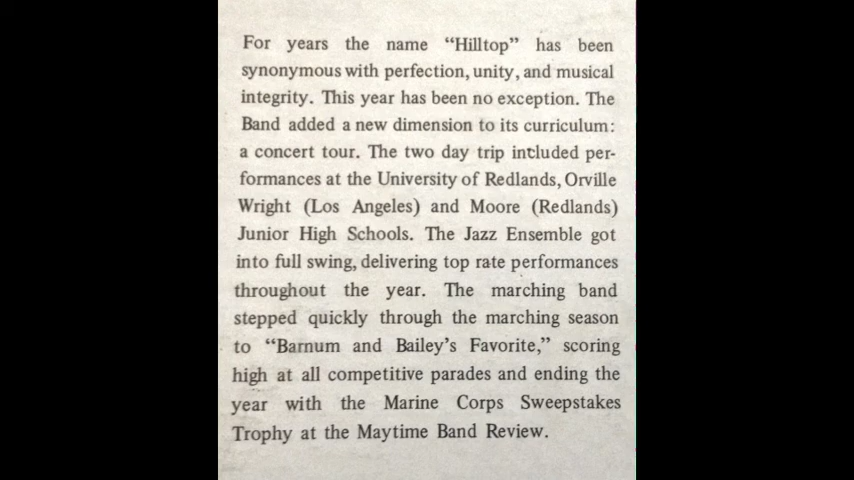 For years the name “Hilltop” has been
synonymous with perfection, unity, and musical
integrity. This year has been no exception. The
Band added a new dimension to its curriculum:
a concert tour. The two day trip included per-
formances at the University of Redlands, Orville
Wright (Los Angeles) and Moore (Redlands)
Junior High Schools. The Jazz Ensemble got
into full swing, delivering top rate performances
throughout the year. The marching band
stepped quickly through the marching season
to “Barnum and Bailey’s Favorite,” scoring
high at all competitive parades and ending the
year with the Marine Corps Sweepstakes
Trophy at the Maytime Band Review.